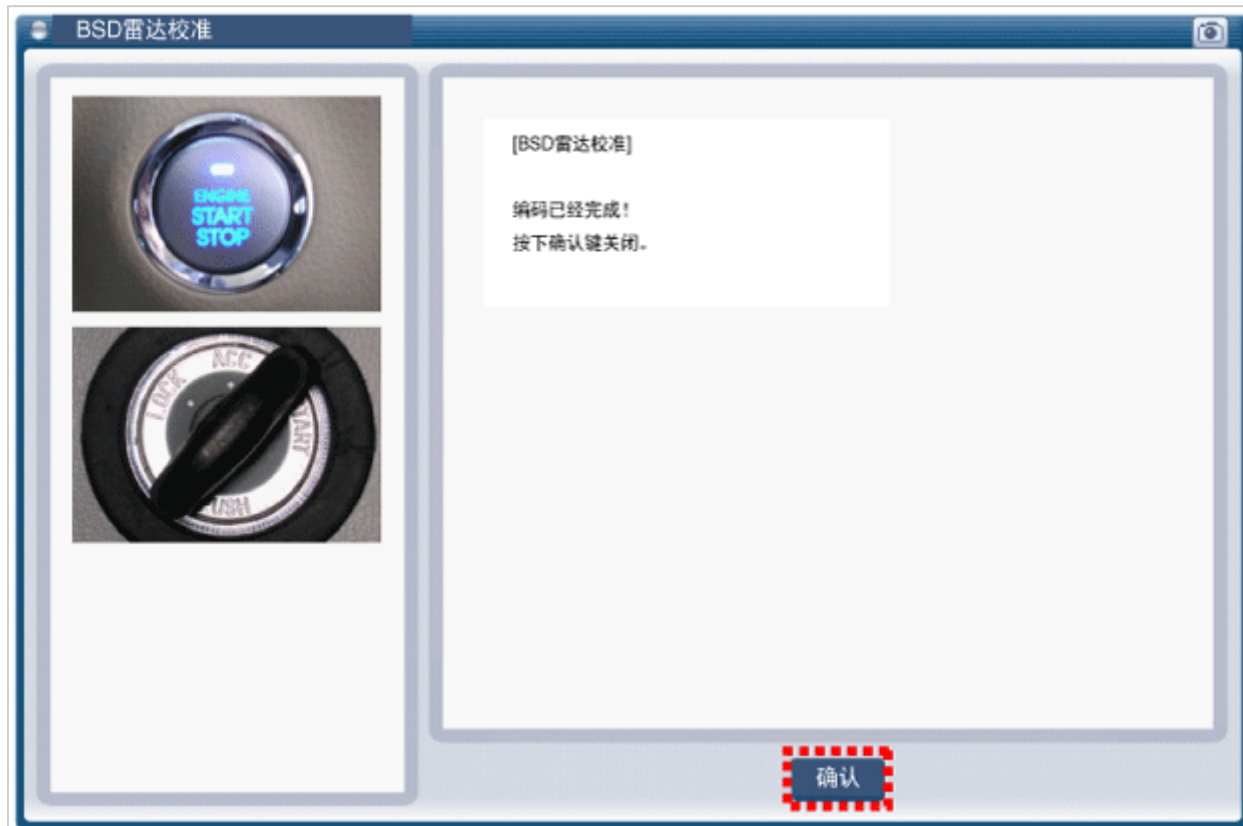 BSD雷达校准
ENGINE
START
STOP
LOCK
ACC
START
PUSH
[BSD雷达校准]
编码已经完成！
按下确认键关闭。
确认